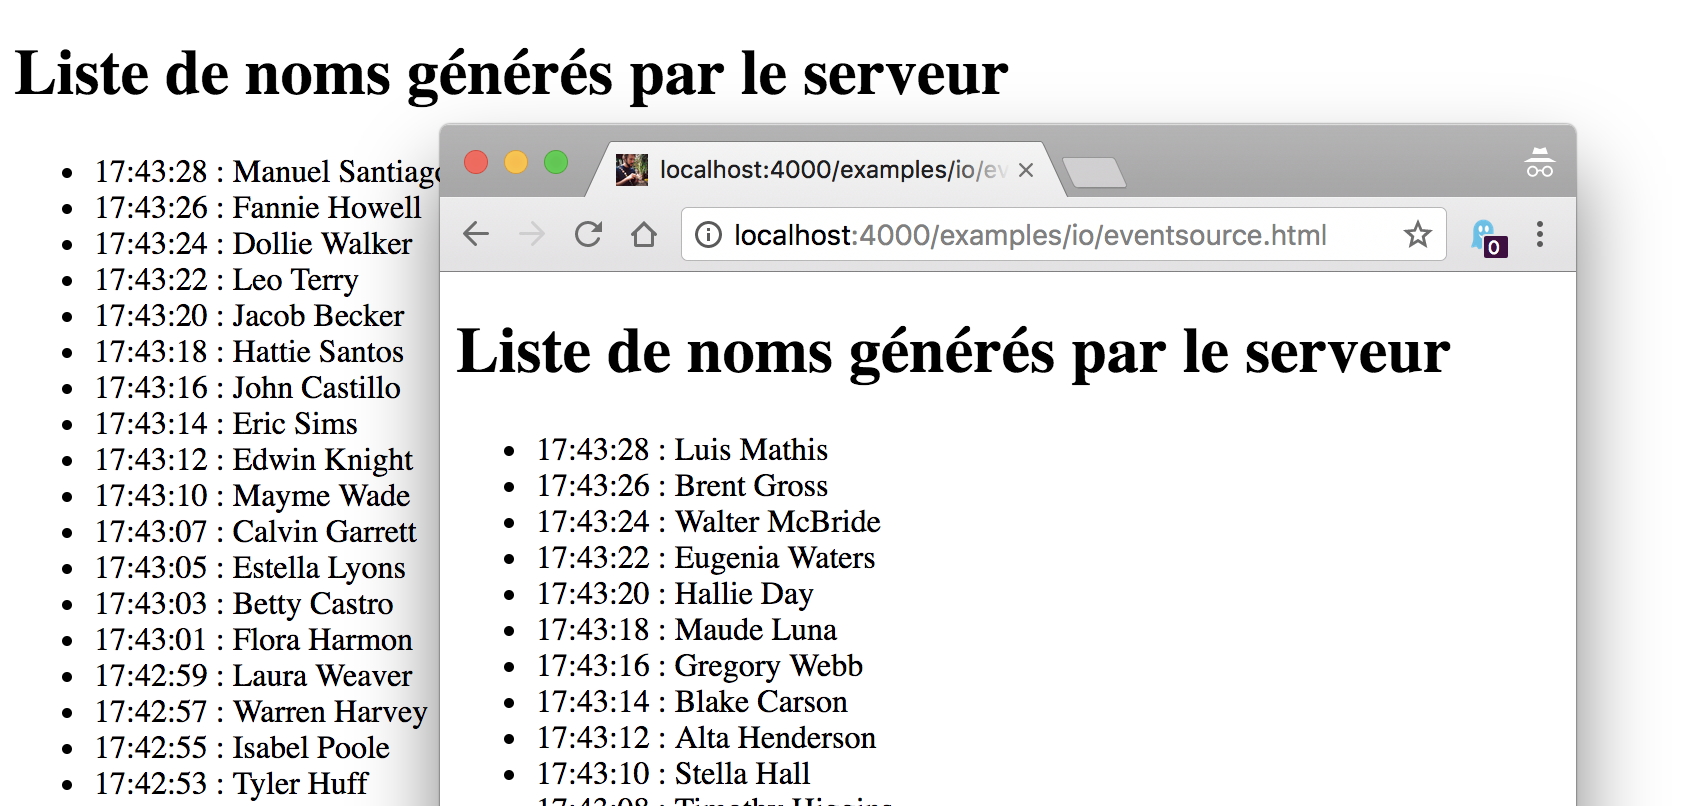 Liste de noms générés par le serveur
17:43:28 : Manuel Santiago
17:43:26 : Fannie Howell
17:43:24 : Dollie Walker
17:43:22 : Leo Terry
17:43:20 : Jacob Becker
17:43:18 : Hattie Santos
17:43:16 : John Castillo
17:43:14 : Eric Sims
17:43:12 : Edwin Knight
17:43:10 : Mayme Wade
17:43:07 : Calvin Garrett
17:43:05 : Estella Lyons
17:43:03 : Betty Castro
17:43:01 : Flora Harmon
17:42:59 : Laura Weaver
17:42:57 : Warren Harvey
17:42:55 : Isabel Poole
17:42:53 : Tyler Huff
localhost:4000/examples/io/ev
localhost:4000/examples/io/eventsource.html
0
Liste de noms générés par le serveur
17:43:28 : Luis Mathis
17:43:26 : Brent Gross
17:43:24 : Walter McBride
17:43:22 : Eugenia Waters
17:43:20 : Hallie Day
17:43:18 : Maude Luna
17:43:16 : Gregory Webb
17:43:14 : Blake Carson
17:43:12 : Alta Henderson
17:43:10 : Stella Hall
17:43:08 : Timothy Higgins